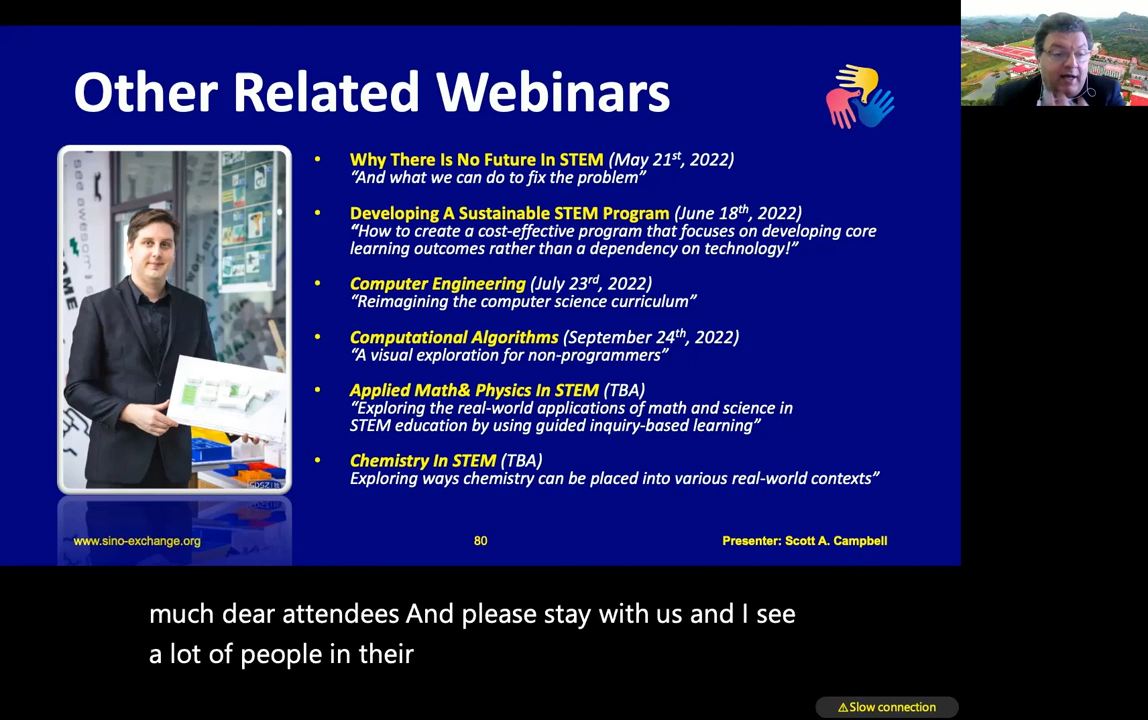 Other Related Webinars
• Why There Is No Future In STEM (May 21st, 2022)
“And what we can do to fix the problem”
• Developing A Sustainable STEM Program (June 18th, 2022)
“How to create a cost-effective program that focuses on developing core
learning outcomes rather than a dependency on technology!”
• Computer Engineering (July 23rd, 2022)
“Reimagining the computer science curriculum”
• Computational Algorithms (September 24th, 2022)
“A visual exploration for non-programmers”
• Applied Math& Physics In STEM (TBA)
“Exploring the real-world applications of math and science in
STEM education by using guided inquiry-based learning”
• Chemistry In STEM (TBA)
Exploring ways chemistry can be placed into various real-world contexts”
www.sino-exchange.org
80
Presenter: Scott A. Campbell
much dear attendees And please stay with us and I see
a lot of people in their
⚠Slow connection